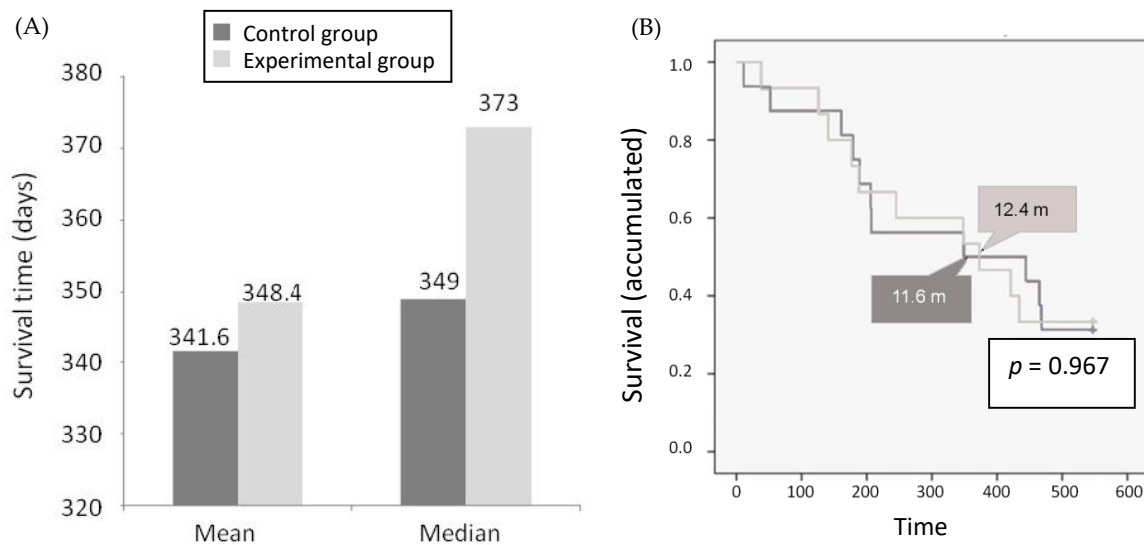 (A)
Control group
Experimental group
Survival time (days)
380
370
360
350
340
330
320
341.6
348.4
349
373
Mean
Median
(B)
Survival (accumulated)
1.0
0.8
0.6
0.4
0.2
0.0
12.4 m
11.6 m
p = 0.967
0
100
200
300
400
500
600
Time